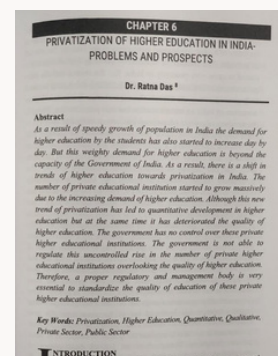 CHAPTER 6
PRIVATIZATION OF HIGHER EDUCATION IN INDIA-
PROBLEMS AND PROSPECTS
Dr. Ratna Das
Abstract
As a result of speedy growth of population in India the demand for
higher education by the students has also started to increase day by
day. But this weighty demand for higher education is beyond the
capacity of the Government of India. As a result, there is a shift in
trends of higher education towards privatization in India. The
number of private educational institution started to grow massively
due to the increasing demand of higher education. Although this new
trend of privatization has led to quantitative development in higher
education but at the same time it has deteriorated the quality of
higher education. The government has no control over these private
higher educational institutions. The government is not able to
regulate this uncontrolled rise in the number of private higher
educational institutions overlooking the quality of higher education.
Therefore, a proper regulatory and management body is very
essential to standardize the quality of education of these private
higher educational institutions.
Key Words: Privatization, Higher Education, Quantitative, Qualitative,
Private Sector, Public Sector
INTRODUCTION